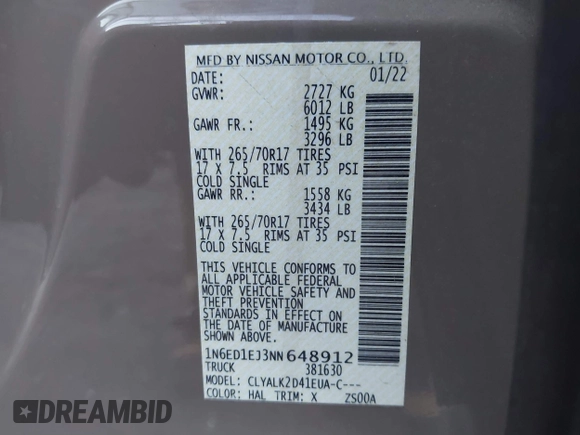 MFD BY NISSAN MOTOR CO., LTD.
DATE: 01/22
GVWR: 2727 KG
6012 LB
GAWR FR.: 1495 KG
3296 LB
WITH 265/70R17 TIRES
17 X 7.5 RIMS AT 35 PSI
COLD SINGLE
GAWR RR.: 1558 KG
3434 LB
WITH 265/70R17 TIRES
17 X 7.5 RIMS AT 35 PSI
COLD SINGLE
THIS VEHICLE CONFORMS TO
ALL APPLICABLE FEDERAL
MOTOR VEHICLE SAFETY AND
THEFT PREVENTION
STANDARDS IN EFFECT ON
THE DATE OF MANUFACTURE
SHOWN ABOVE.
1N6ED1EJ3NN648912
381630
MODEL: CLYALK2D41EUA-C---
COLOR: HAL TRIM: X ZS00A
DREAMBID
#1 AUCTION BROKER
DREAMBID